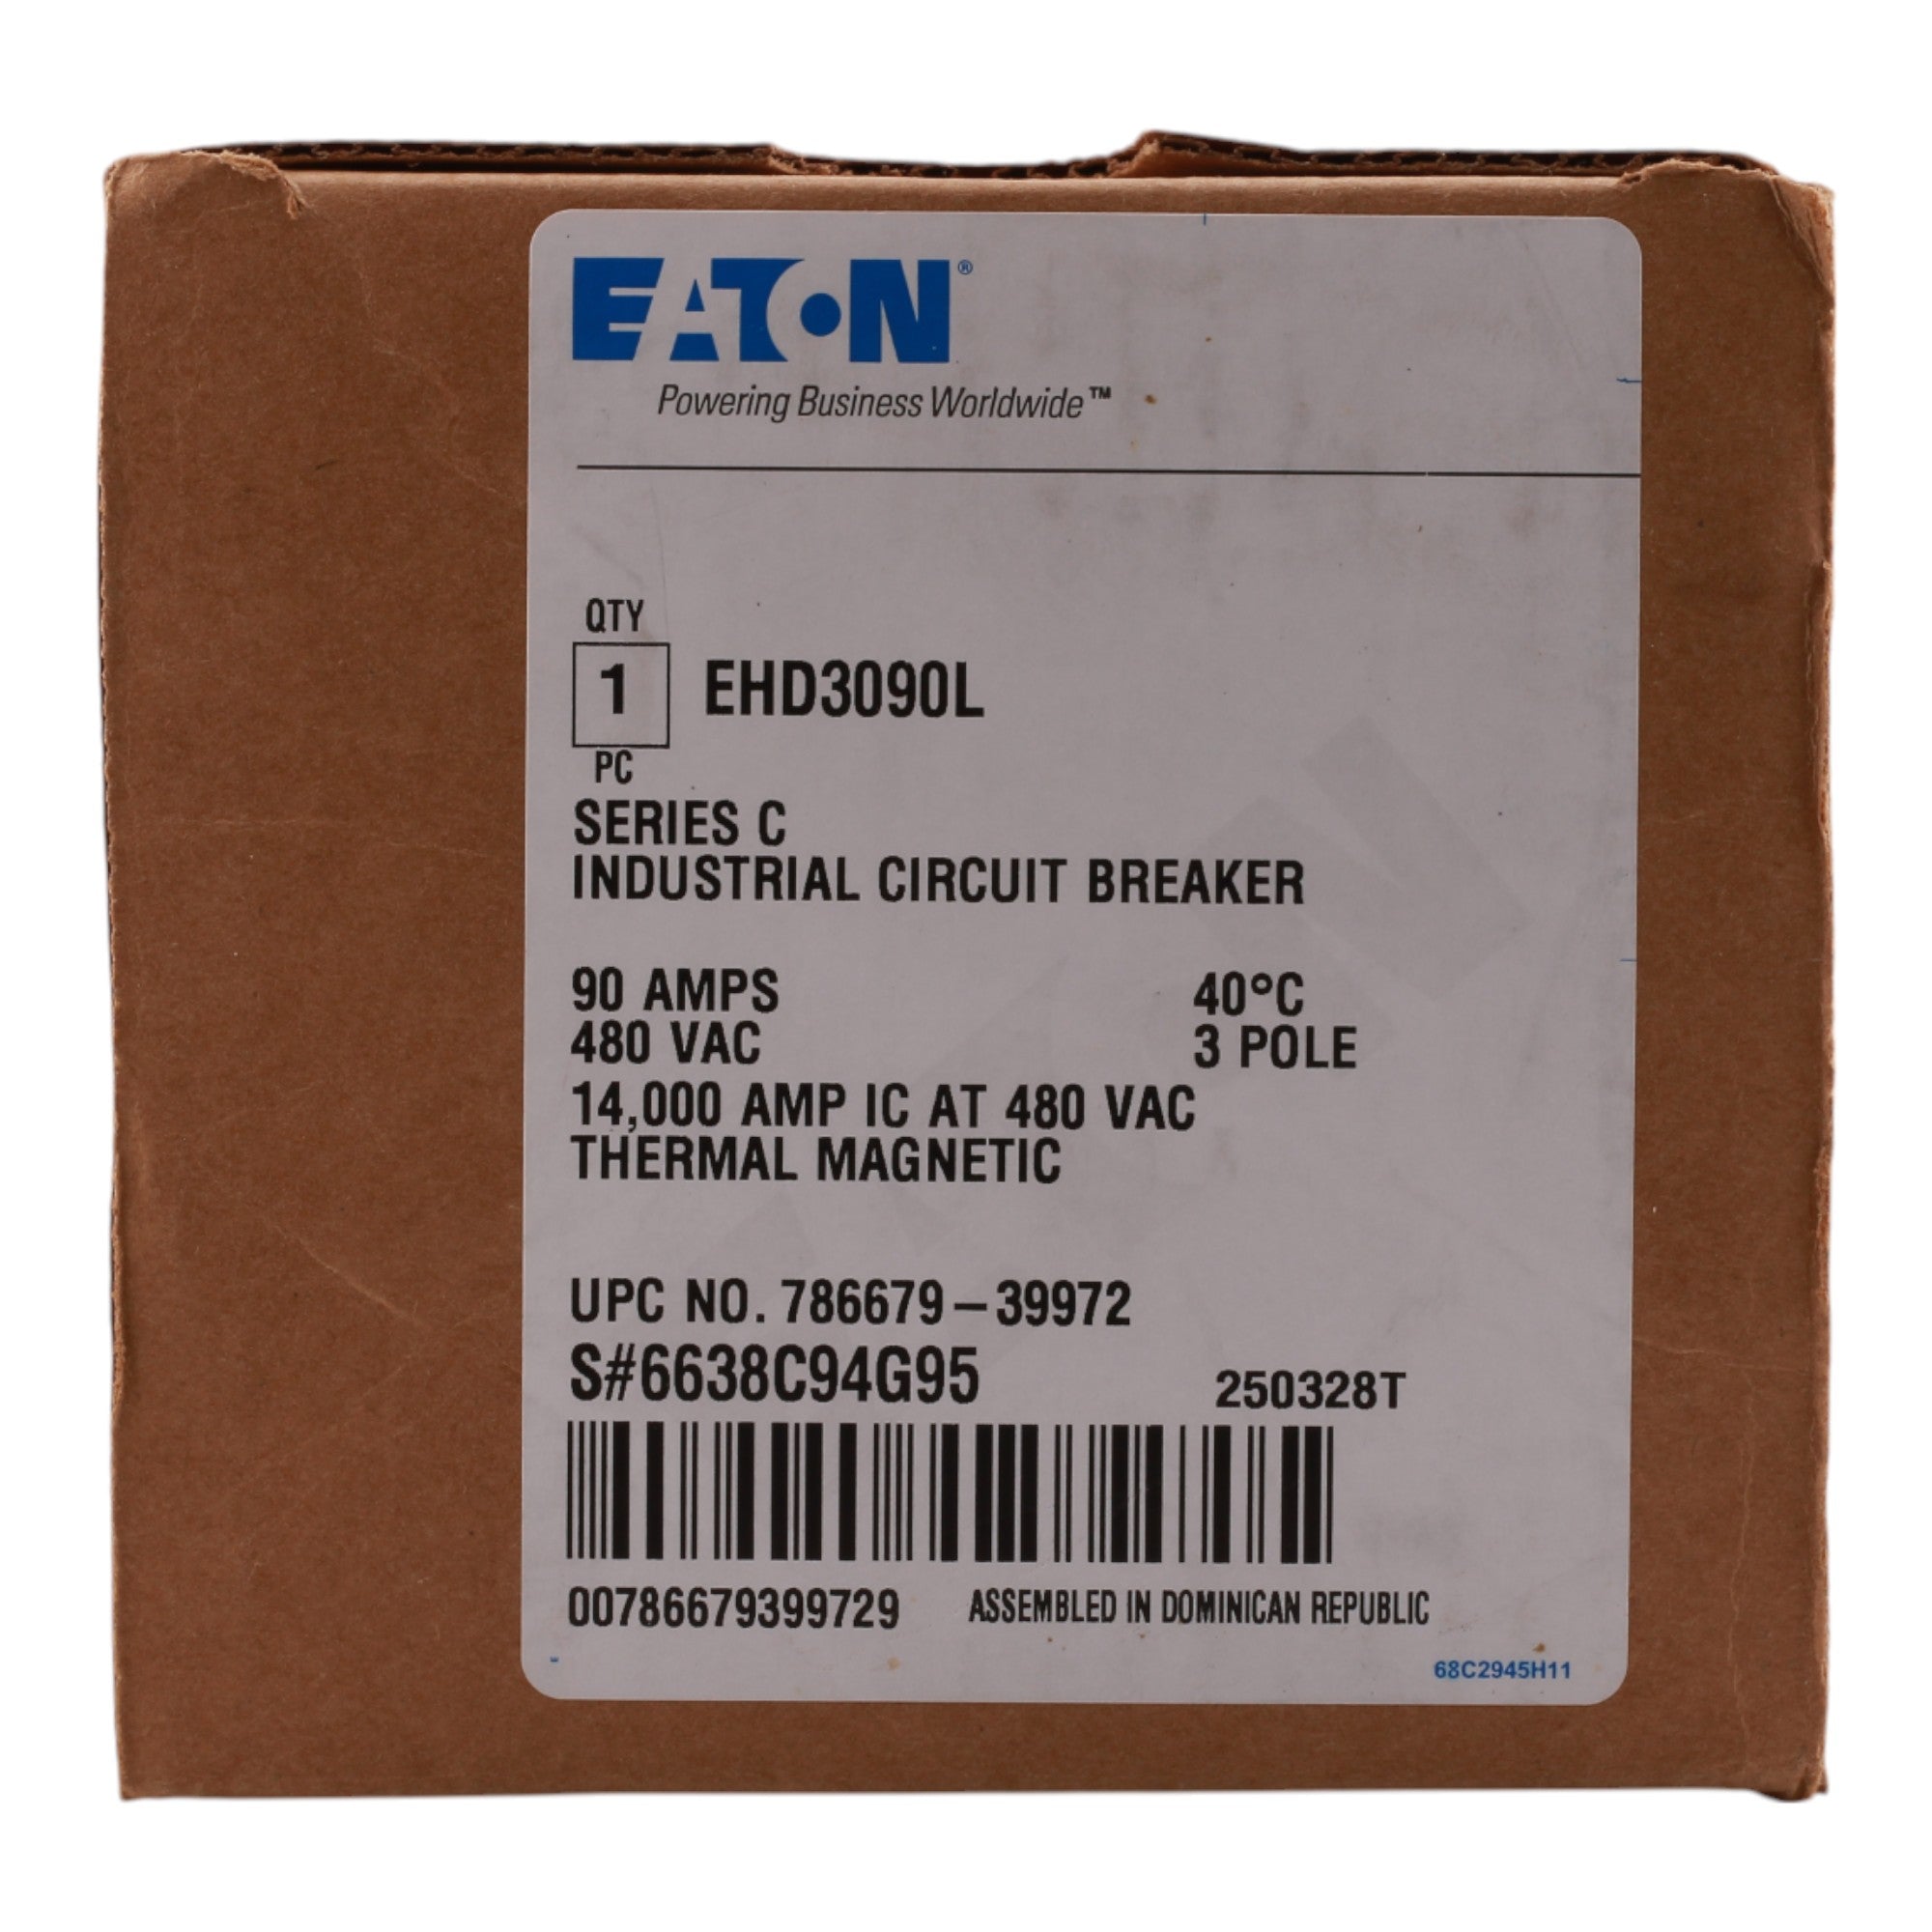 EATON®
Powering Business Worldwide™
QTY
1 EHD3090L
PC
SERIES C
INDUSTRIAL CIRCUIT BREAKER
90 AMPS 40°C
480 VAC 3 POLE
14,000 AMP IC AT 480 VAC
THERMAL MAGNETIC
UPC NO. 786679-39972
S#6638C94G95 250328T
00786679399729 ASSEMBLED IN DOMINICAN REPUBLIC
68C2945H11